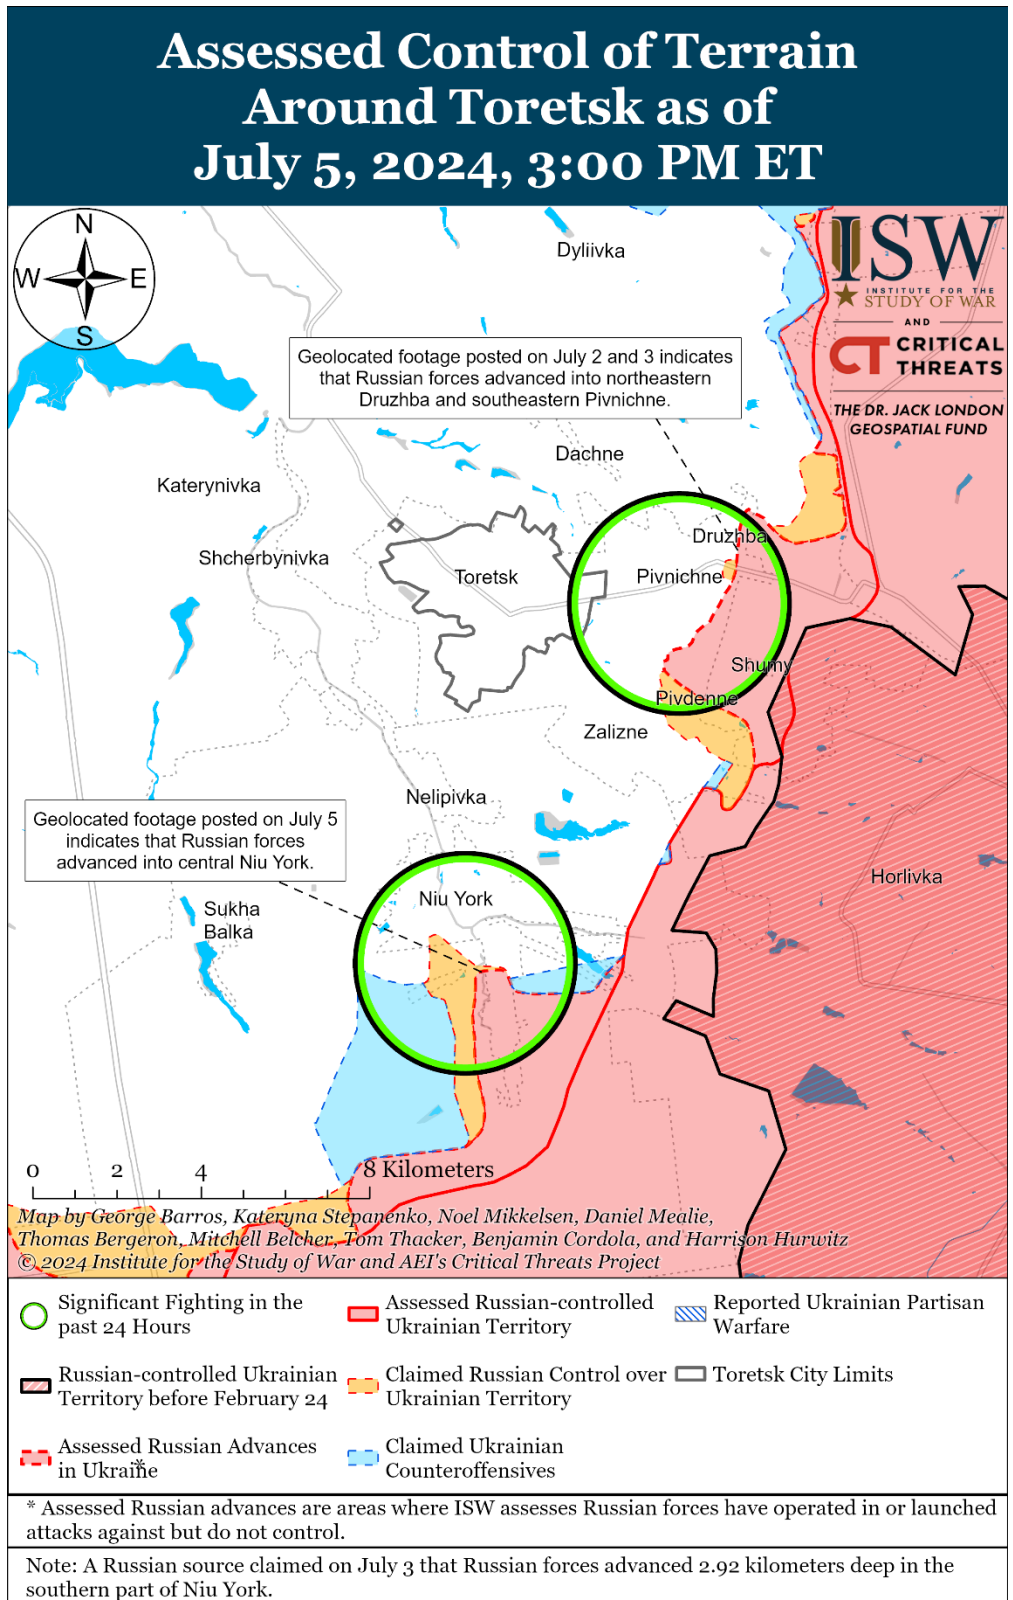 Assessed Control of Terrain
Around Toretsk as of
July 5, 2024, 3:00 PM ET
N
W
E
S
Dyliivka
ISW
INSTITUTE FOR THE
STUDY OF WAR
AND
CT CRITICAL
THREATS
THE DR. JACK LONDON
GEOSPATIAL FUND
Geolocated footage posted on July 2 and 3 indicates
that Russian forces advanced into northeastern
Druzhba and southeastern Pivnichne.
Dachne
Katerynivka
Druzhba
Shcherbynivka
Toretsk
Pivnichne
Shumy
Pivdenne
Zalizne
Nelipivka
Geolocated footage posted on July 5
indicates that Russian forces
advanced into central Niu York.
Horlivka
Niu York
Sukha
Balka
0 2 4 8 Kilometers
Map by George Barros, Kateryna Stepanenko, Noel Mikkelsen, Daniel Mealie,
Thomas Bergeron, Mitchell Belcher, Tom Thacker, Benjamin Cordola, and Harrison Hurwitz
© 2024 Institute for the Study of War and AEI's Critical Threats Project
Significant Fighting in the
past 24 Hours
Russian-controlled Ukrainian
Territory before February 24
Assessed Russian Advances
in Ukraine*
Assessed Russian-controlled
Ukrainian Territory
Claimed Russian Control over
Ukrainian Territory
Claimed Ukrainian
Counteroffensives
Reported Ukrainian Partisan
Warfare
Toretsk City Limits
* Assessed Russian advances are areas where ISW assesses Russian forces have operated in or launched
attacks against but do not control.
Note: A Russian source claimed on July 3 that Russian forces advanced 2.92 kilometers deep in the
southern part of Niu York.